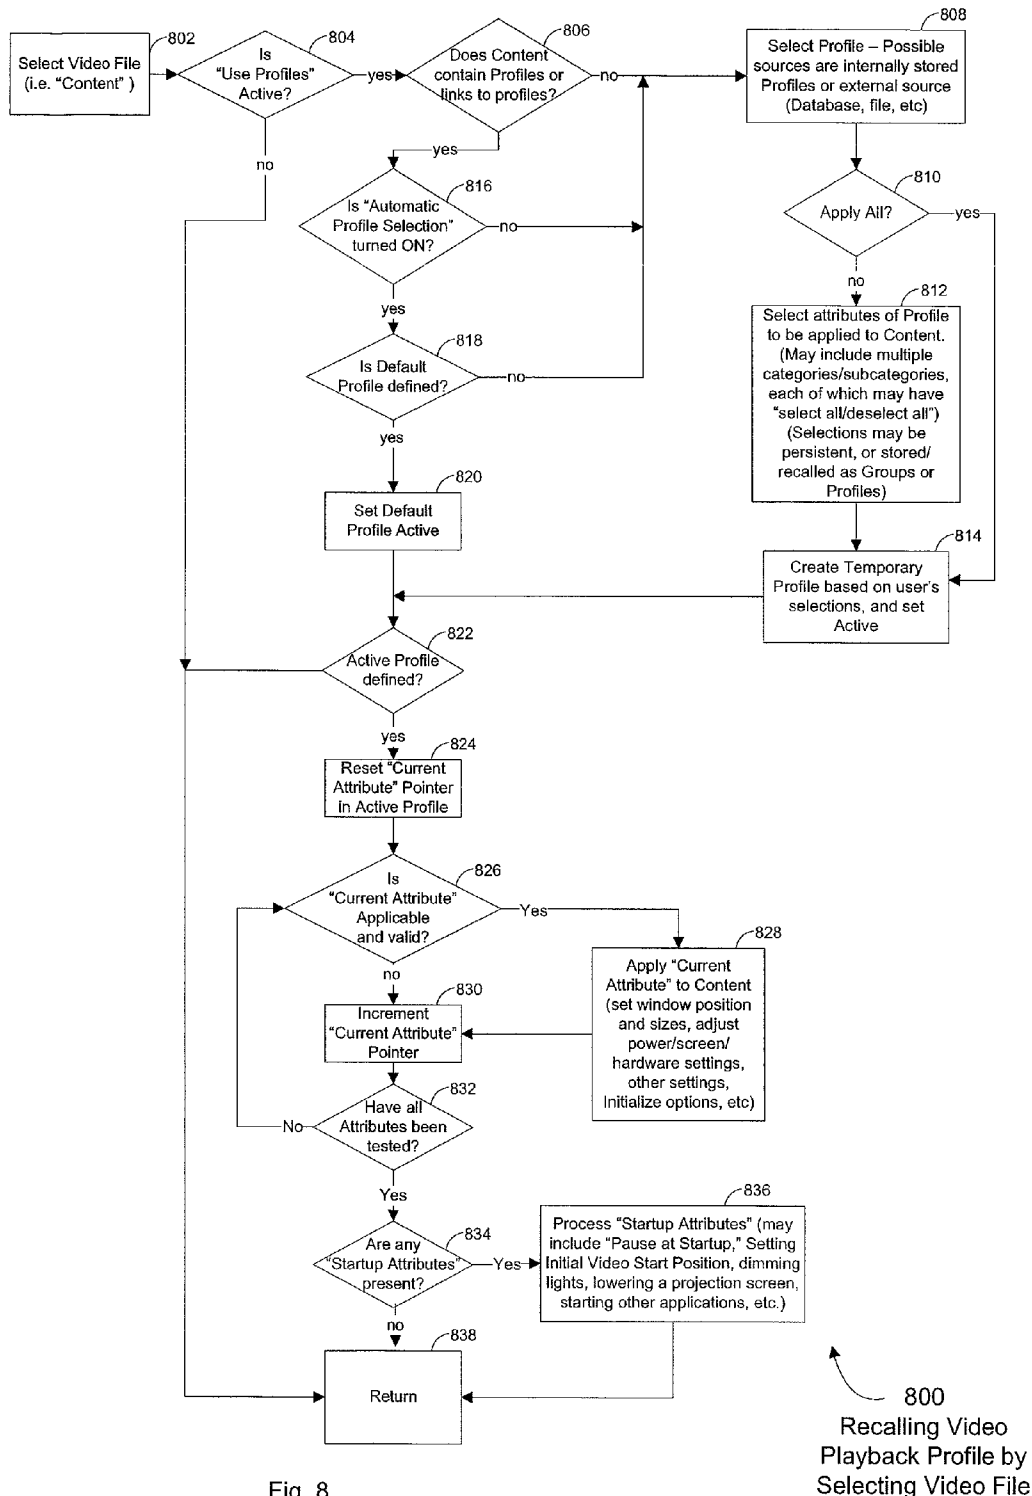 802
Select Video File
(i.e. “Content” )
804
Is
“Use Profiles”
Active?
yes
no
806
Does Content
contain Profiles or
links to profiles?
no
yes
808
Select Profile – Possible
sources are internally stored
Profiles or external source
(Database, file, etc)
810
Apply All?
yes
no
812
Select attributes of Profile
to be applied to Content.
(May include multiple
categories/subcategories,
each of which may have
“select all/deselect all”)
(Selections may be
persistent, or stored/
recalled as Groups or
Profiles)
814
Create Temporary
Profile based on user’s
selections, and set
Active
816
Is “Automatic
Profile Selection”
turned ON?
no
yes
818
Is Default
Profile defined?
no
yes
820
Set Default
Profile Active
822
Active Profile
defined?
yes
824
Reset “Current
Attribute” Pointer
in Active Profile
826
Is
“Current Attribute”
Applicable
and valid?
Yes
no
828
Apply “Current
Attribute” to Content
(set window position
and sizes, adjust
power/screen/
hardware settings,
other settings,
Initialize options, etc)
830
Increment
“Current Attribute”
Pointer
832
Have all
Attributes been
tested?
No
Yes
834
Are any
“Startup Attributes”
present?
Yes
no
836
Process “Startup Attributes” (may
include “Pause at Startup,” Setting
Initial Video Start Position, dimming
lights, lowering a projection screen,
starting other applications, etc.)
838
Return
800
Recalling Video
Playback Profile by
Selecting Video File
Fig. 8